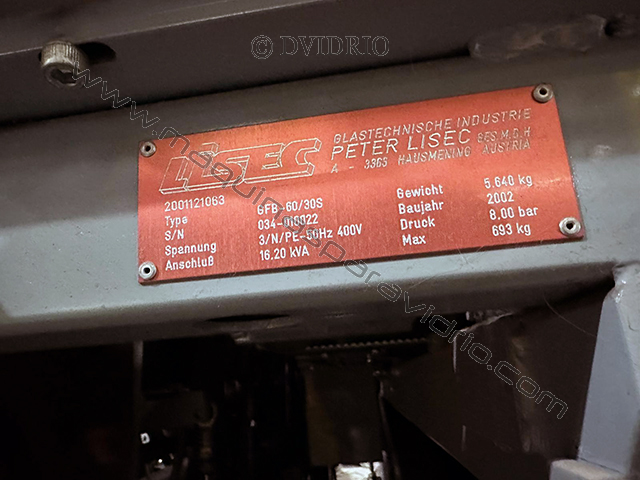 © DVIDRIO
www.maquinasparavidrio.com
LiSEC
GLASTECHNISCHE INDUSTRIE
PETER LISEC GES.M.B.H
A - 3363 HAUSMENING AUSTRIA
2001121063
Type GFB-60/30S
S/N
Spannung 3/N/PE-50Hz 400V
Anschluß 16.20 kVA
Gewicht 5.640 kg
Baujahr 2002
Druck 8.00 bar
Max 693 kg